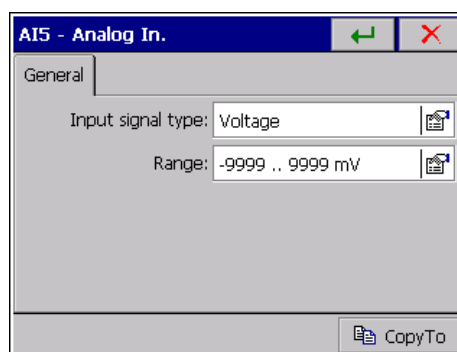 AI5 - Analog In.
General
Input signal type: Voltage
Range: -9999 .. 9999 mV
CopyTo